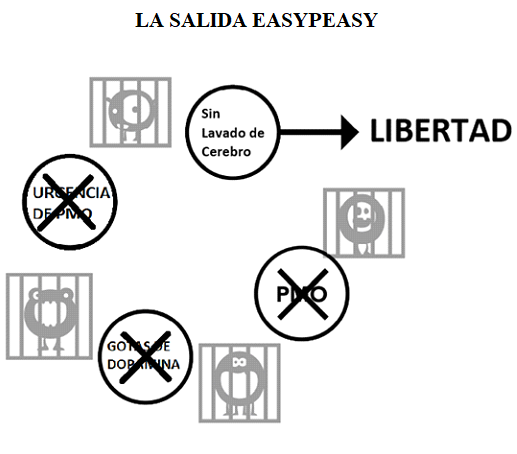 LA SALIDA EASYPEASY
Sin
Lavado de
Cerebro
LIBERTAD
URGENCIA
DE PMO
PMO
GOTAS DE
DOPAMINA